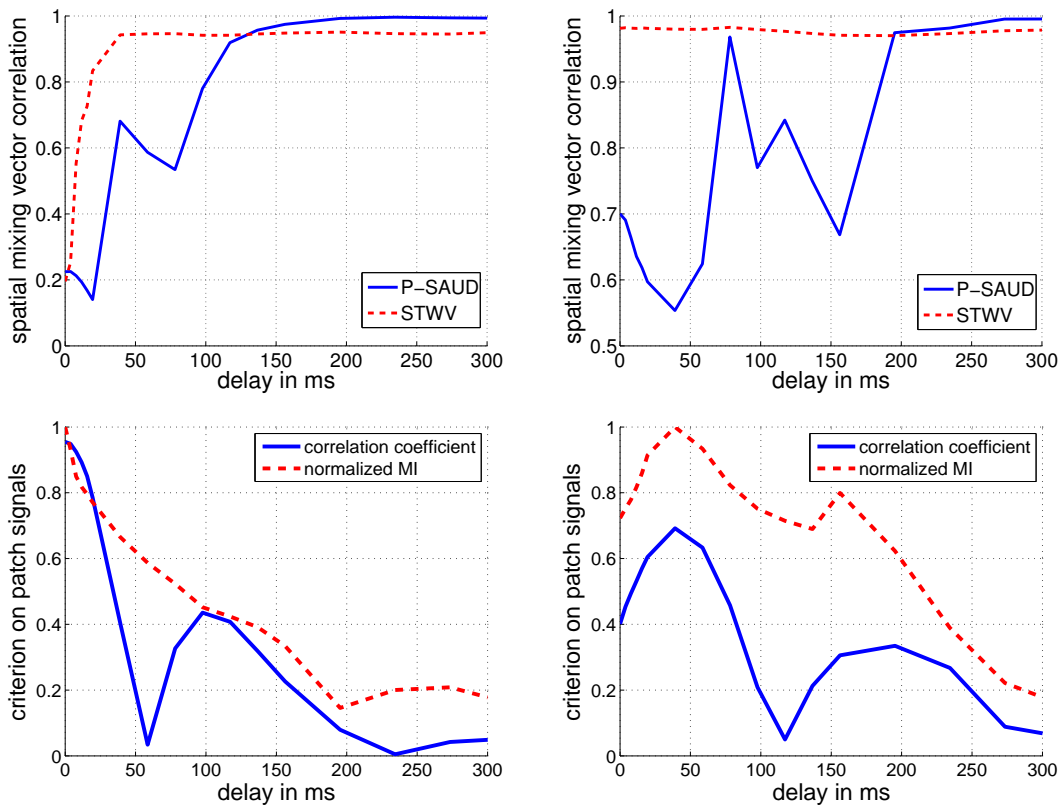 spatial mixing vector correlation
1
0.8
0.6
0.4
0.2
0
P−SAUD
STWV
0 50 100 150 200 250 300
delay in ms
spatial mixing vector correlation
1
0.9
0.8
0.7
0.6
0.5
P−SAUD
STWV
0 50 100 150 200 250 300
delay in ms
criterion on patch signals
1
0.8
0.6
0.4
0.2
0
correlation coefficient
normalized MI
0 50 100 150 200 250 300
delay in ms
criterion on patch signals
1
0.8
0.6
0.4
0.2
0
correlation coefficient
normalized MI
0 50 100 150 200 250 300
delay in ms